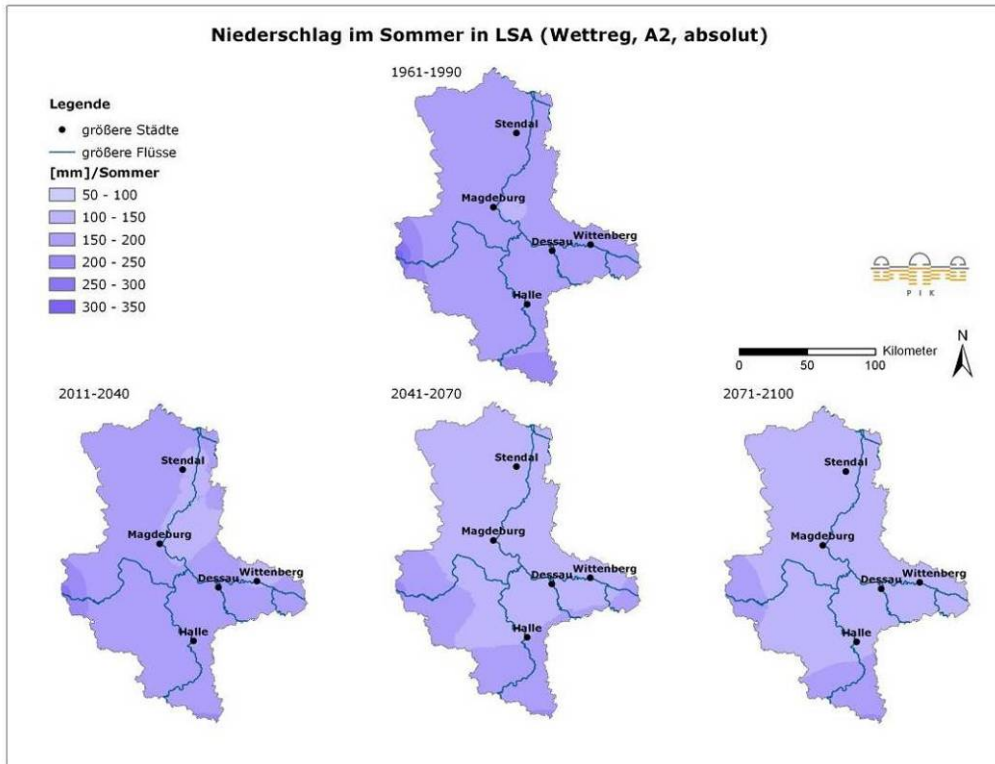 Niederschlag im Sommer in LSA (Wettreg, A2, absolut)
1961-1990
Legende
größere Städte
größere Flüsse
[mm]/Sommer
50 - 100
100 - 150
150 - 200
200 - 250
250 - 300
300 - 350
Stendal
Magdeburg
Dessau
Wittenberg
Halle
P I K
N
Kilometer
0 50 100
2011-2040
Stendal
Magdeburg
Dessau
Wittenberg
Halle
2041-2070
Stendal
Magdeburg
Dessau
Wittenberg
Halle
2071-2100
Stendal
Magdeburg
Dessau
Wittenberg
Halle